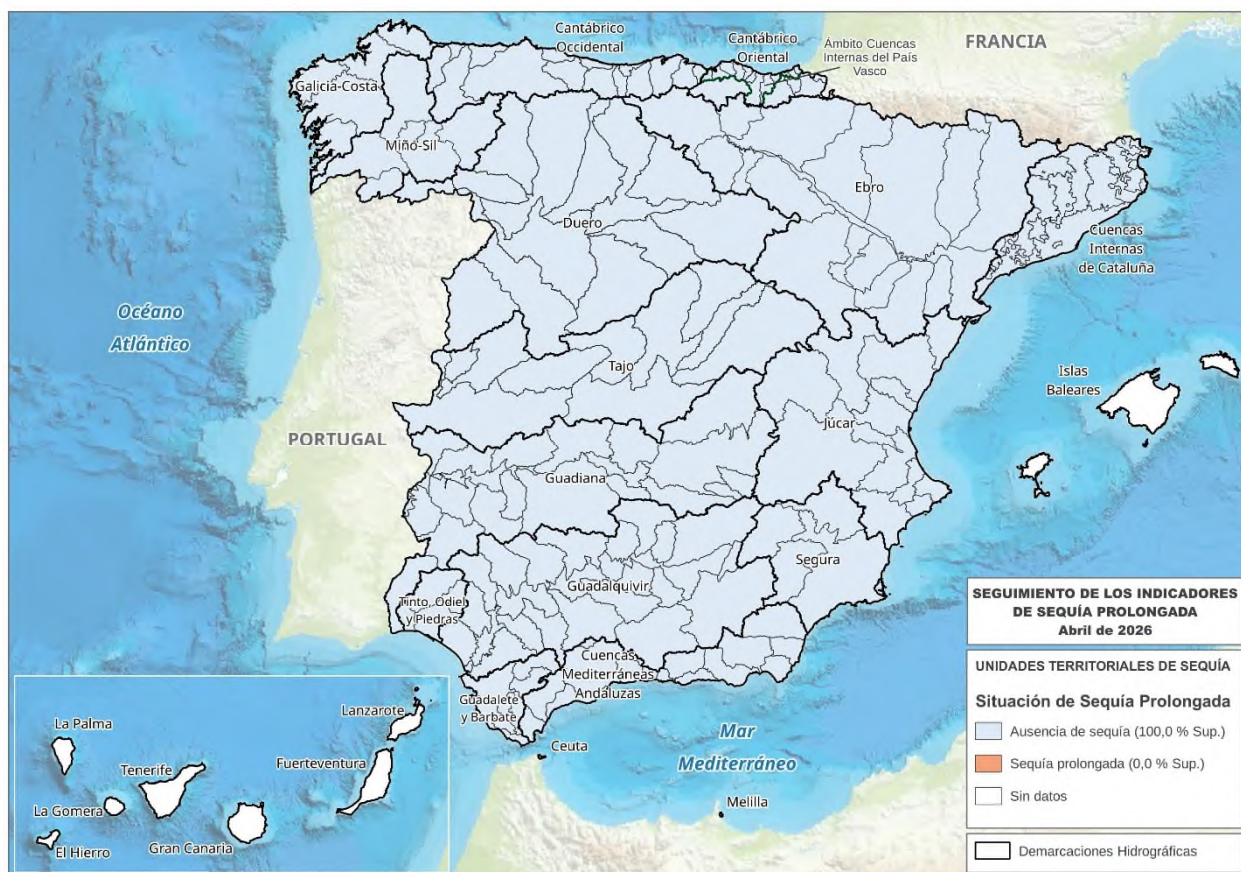 Cantábrico
Occidental
Cantábrico
Oriental
Ámbito Cuencas
Internas del País
Vasco
FRANCIA
Galicia-Costa
Miño-Sil
Ebro
Duero
Cuencas
Internas
de Cataluña
Océano
Atlántico
Tajo
Islas
Baleares
PORTUGAL
Júcar
Guadiana
Segura
Guadalquivir
Tinto, Odiel
y Piedras
Cuencas
Mediterráneas
Andaluzas
Guadalete
y Barbate
Ceuta
Mar
Mediterráneo
Melilla
La Palma
Lanzarote
Tenerife
Fuerteventura
La Gomera
El Hierro
Gran Canaria
SEGUIMIENTO DE LOS INDICADORES
DE SEQUÍA PROLONGADA
Abril de 2026
UNIDADES TERRITORIALES DE SEQUÍA
Situación de Sequía Prolongada
Ausencia de sequía (100,0 % Sup.)
Sequía prolongada (0,0 % Sup.)
Sin datos
Demarcaciones Hidrográficas